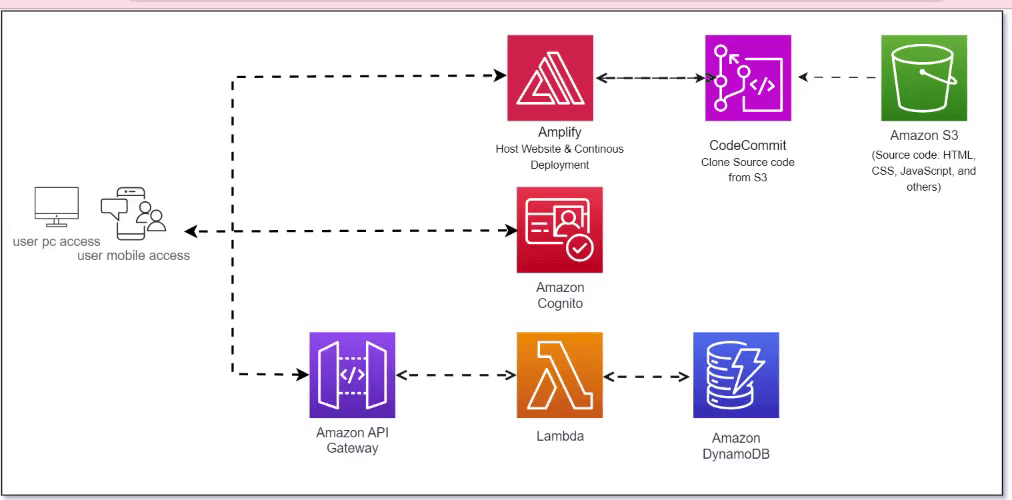 Amplify
Host Website & Continous
Deployment
CodeCommit
Clone Source code
from S3
Amazon S3
(Source code: HTML,
CSS, JavaScript, and
others)
user pc access
user mobile access
Amazon
Cognito
Amazon API
Gateway
Lambda
Amazon
DynamoDB